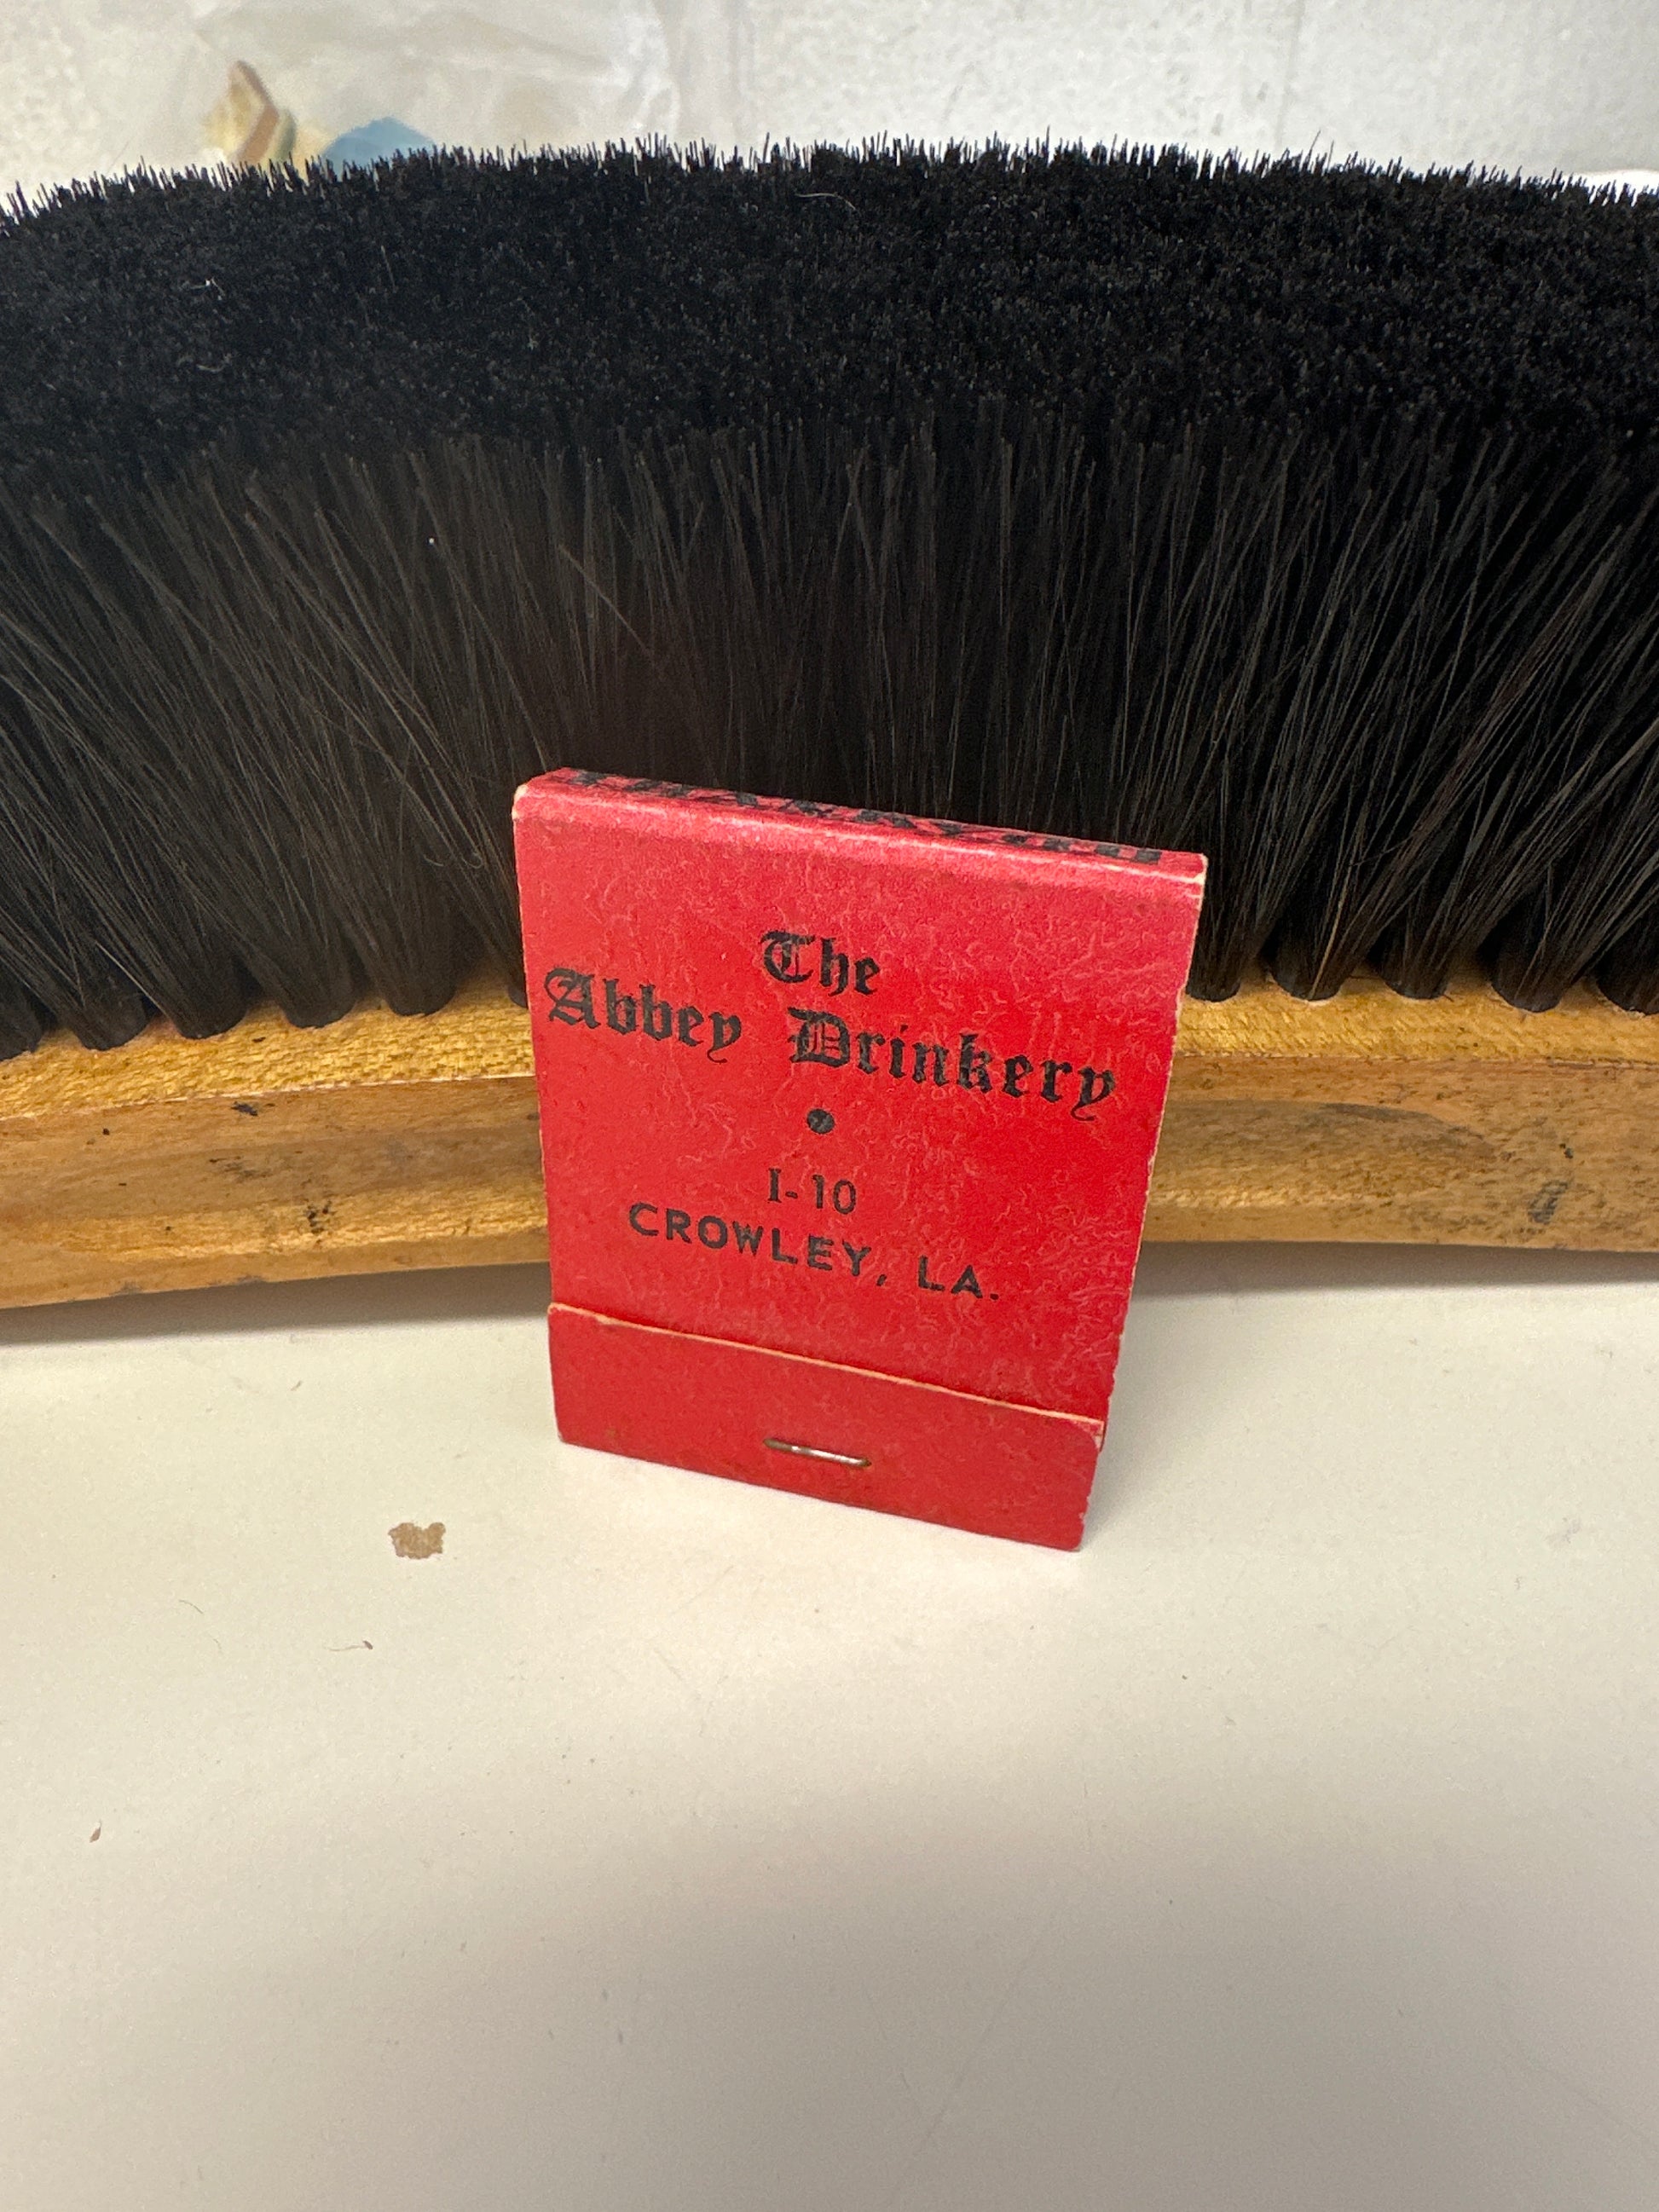 The
Abbey Drinkery
I-10
CROWLEY, LA.